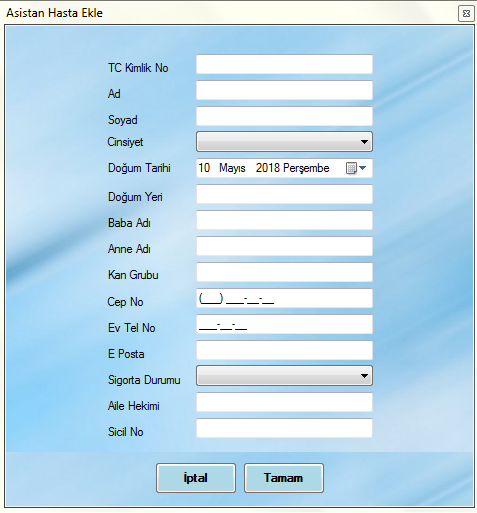 Asistan Hasta Ekle
TC Kimlik No
Ad
Soyad
Cinsiyet
Doğum Tarihi 10 Mayıs 2018 Perşembe
Doğum Yeri
Baba Adı
Anne Adı
Kan Grubu
Cep No (___) ___-__-__
Ev Tel No ___-__-__
E Posta
Sigorta Durumu
Aile Hekimi
Sicil No
İptal Tamam